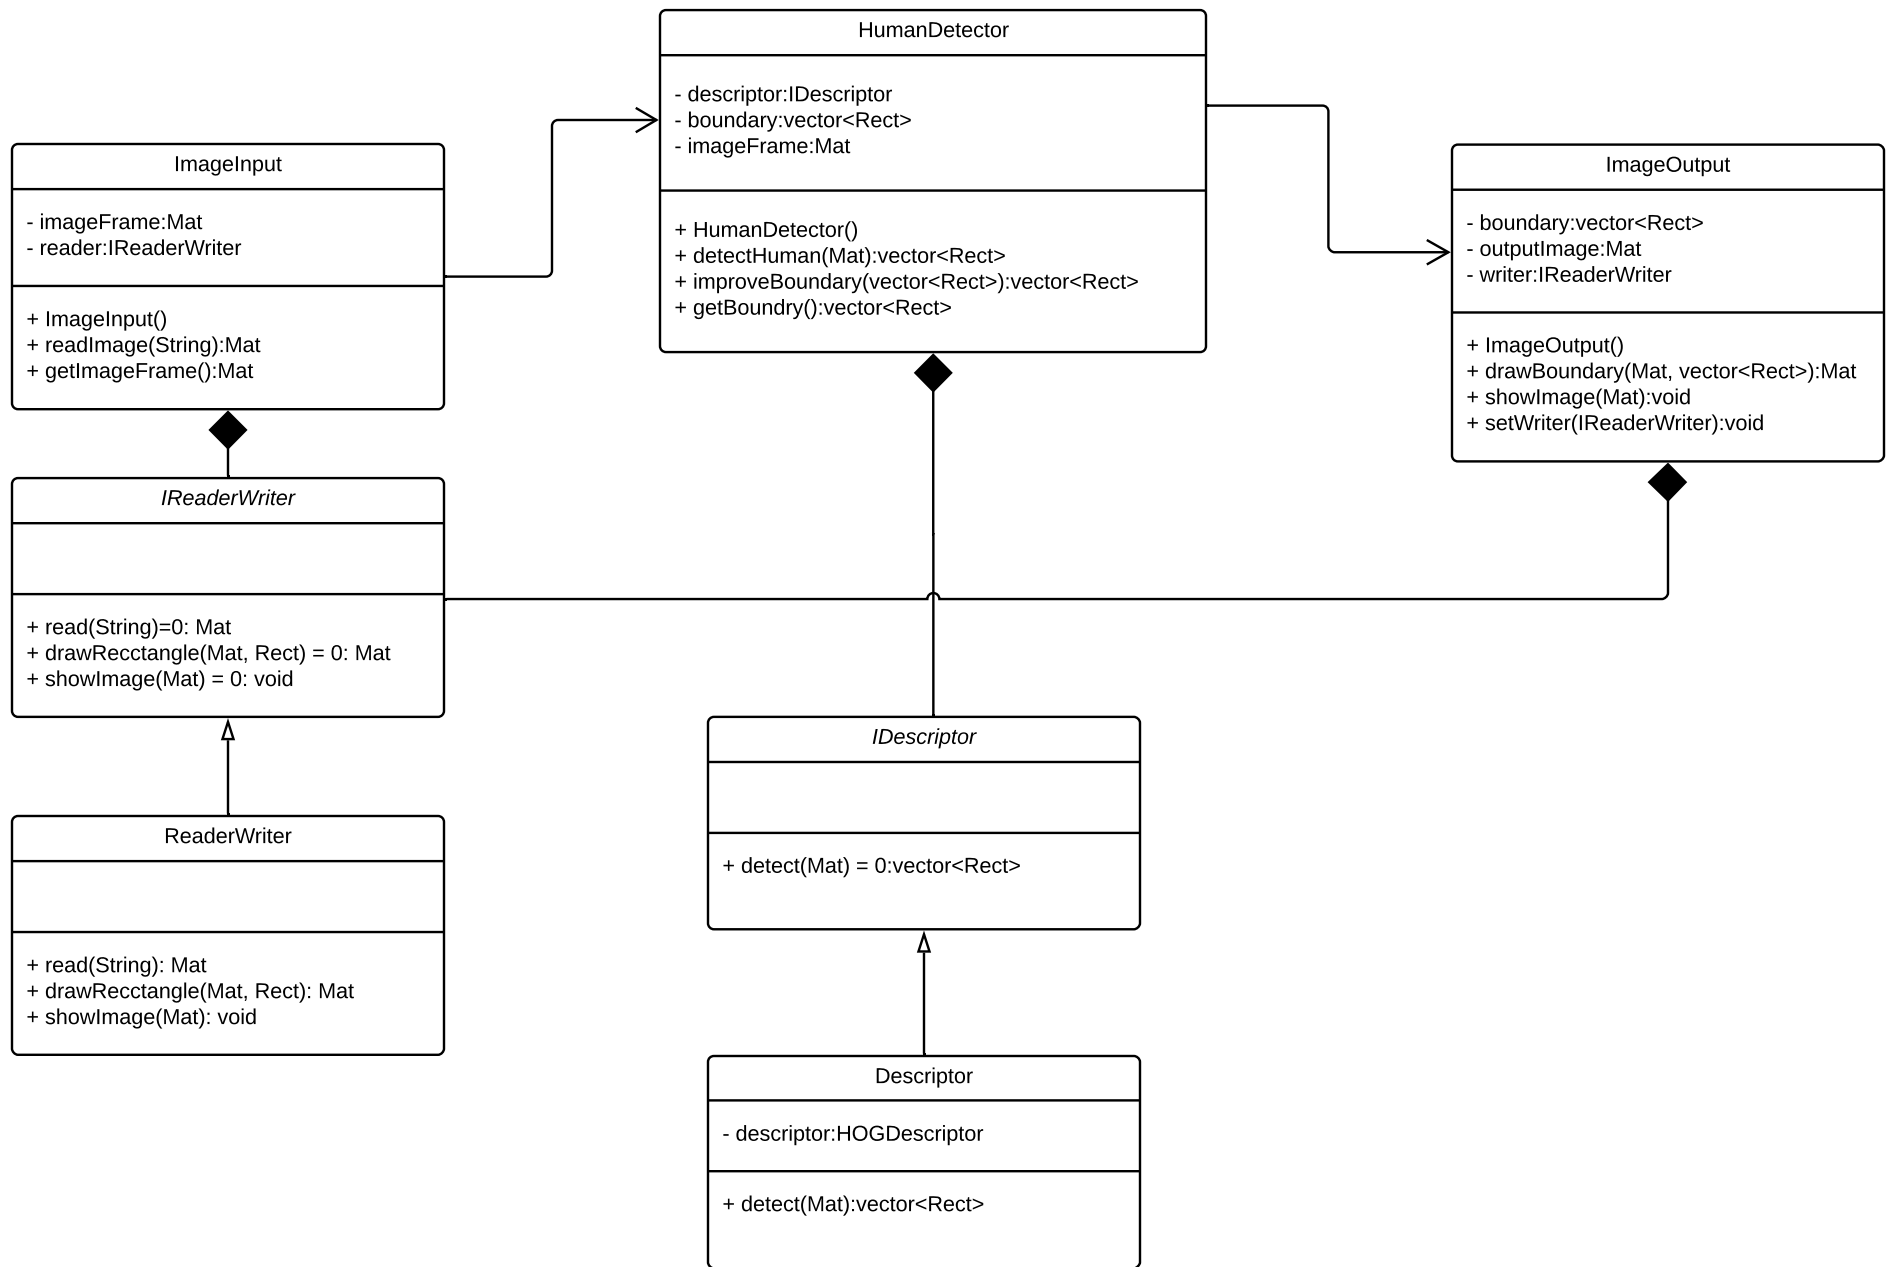 HumanDetector
- descriptor:IDescriptor
- boundary:vector<Rect>
- imageFrame:Mat
+ HumanDetector()
+ detectHuman(Mat):vector<Rect>
+ improveBoundary(vector<Rect>):vector<Rect>
+ getBoundry():vector<Rect>
ImageInput
- imageFrame:Mat
- reader:IReaderWriter
+ ImageInput()
+ readImage(String):Mat
+ getImageFrame():Mat
ImageOutput
- boundary:vector<Rect>
- outputImage:Mat
- writer:IReaderWriter
+ ImageOutput()
+ drawBoundary(Mat, vector<Rect>):Mat
+ showImage(Mat):void
+ setWriter(IReaderWriter):void
IReaderWriter
+ read(String)=0: Mat
+ drawRecctangle(Mat, Rect) = 0: Mat
+ showImage(Mat) = 0: void
ReaderWriter
+ read(String): Mat
+ drawRecctangle(Mat, Rect): Mat
+ showImage(Mat): void
IDescriptor
+ detect(Mat) = 0:vector<Rect>
Descriptor
- descriptor:HOGDescriptor
+ detect(Mat):vector<Rect>